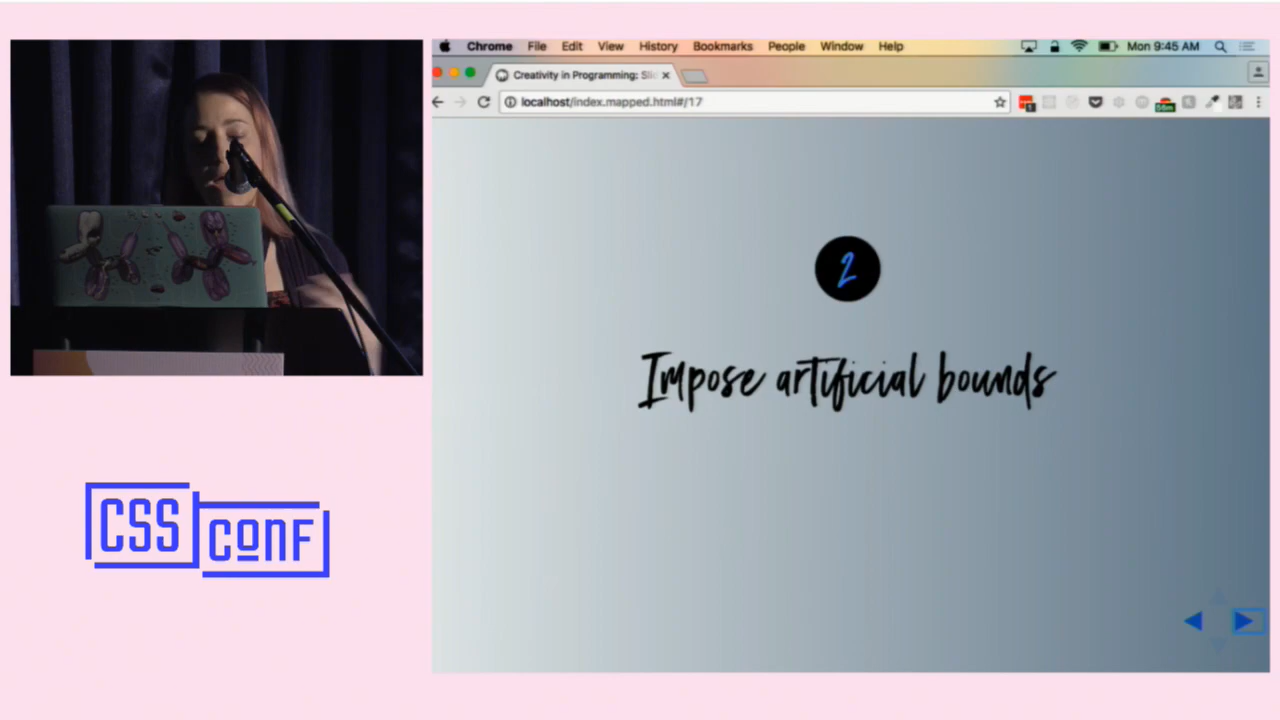 Chrome File Edit View History Bookmarks People Window Help Mon 9:45 AM
Creativity in Programming: Slid
localhost/index.mapped.html#/17
2
Impose artificial bounds
CSS
CONF